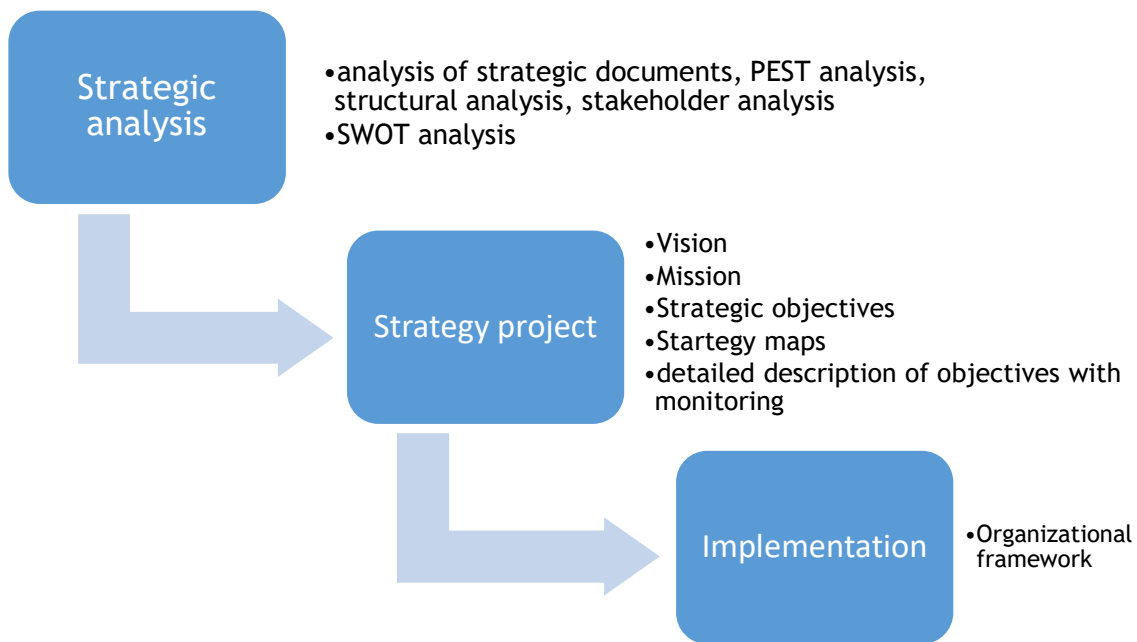 Strategic
analysis
•analysis of strategic documents, PEST analysis,
structural analysis, stakeholder analysis
•SWOT analysis
Strategy project
•Vision
•Mission
•Strategic objectives
•Startegy maps
•detailed description of objectives with
monitoring
Implementation
•Organizational
framework